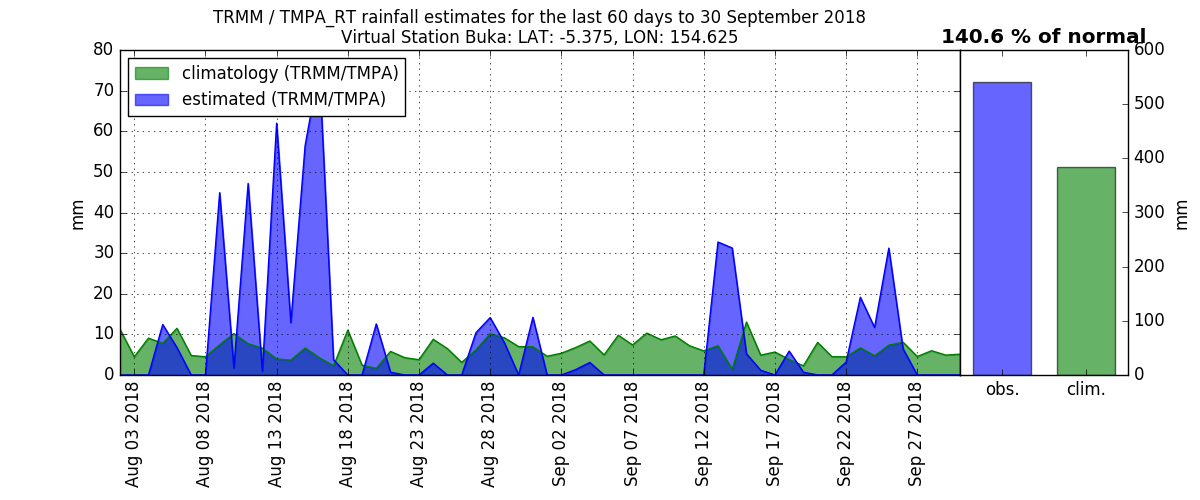 TRMM / TMPA_RT rainfall estimates for the last 60 days to 30 September 2018
Virtual Station Buka: LAT: -5.375, LON: 154.625
140.6 % of normal
climatology (TRMM/TMPA)
estimated (TRMM/TMPA)
80
70
60
50
40
30
20
10
0
mm
Aug 03 2018
Aug 08 2018
Aug 13 2018
Aug 18 2018
Aug 23 2018
Aug 28 2018
Sep 02 2018
Sep 07 2018
Sep 12 2018
Sep 17 2018
Sep 22 2018
Sep 27 2018
obs.
clim.
600
500
400
300
200
100
0
mm